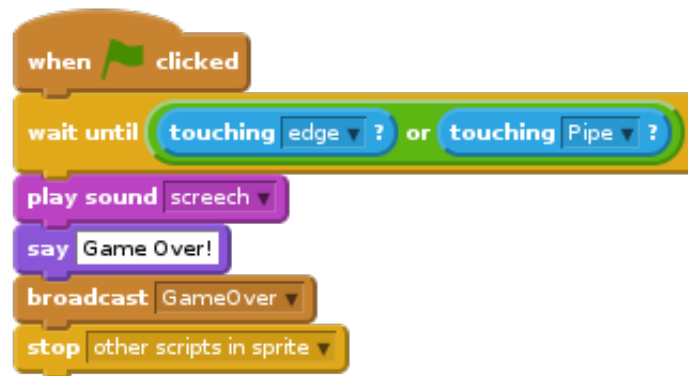 when clicked
wait until touching edge ? or touching Pipe ?
play sound screech
say Game Over!
broadcast GameOver
stop other scripts in sprite